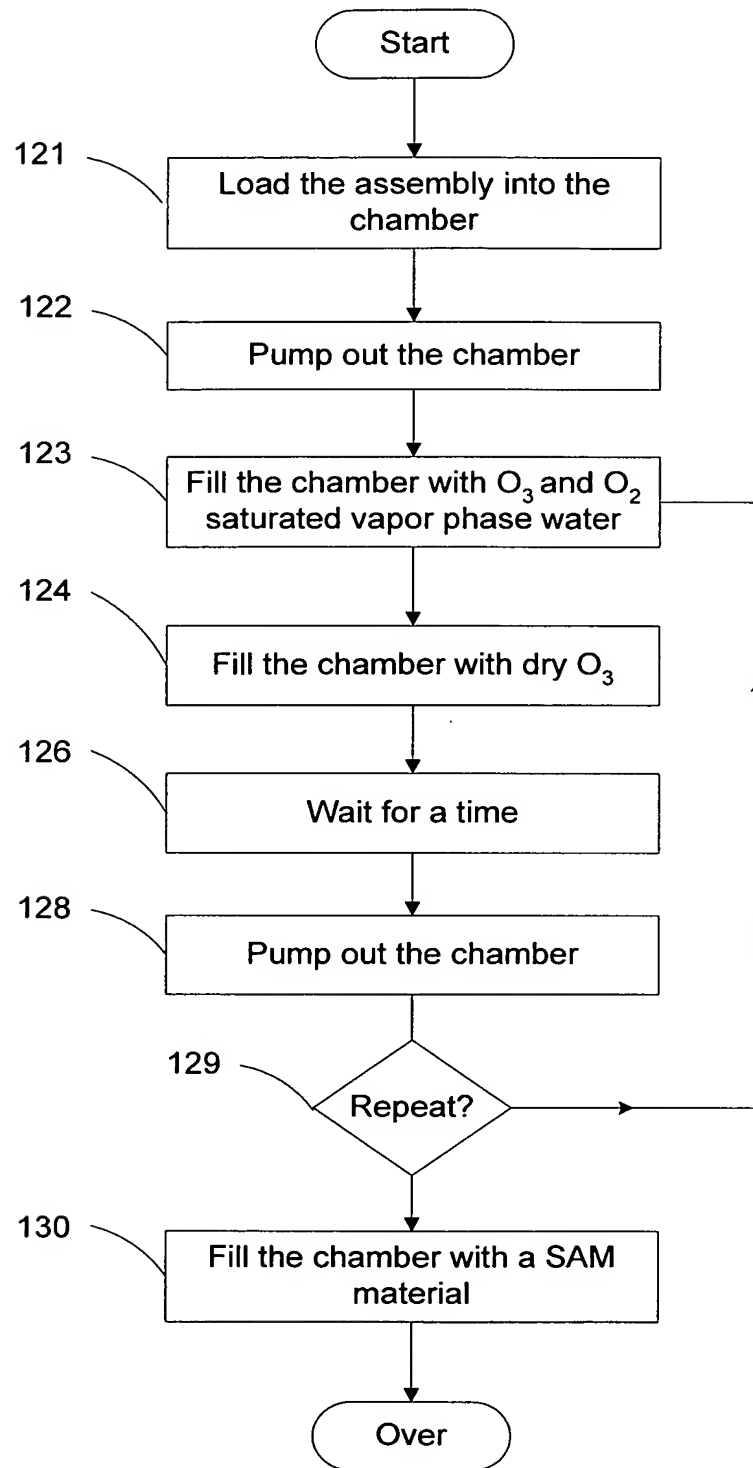 Start
121
Load the assembly into the
chamber
122
Pump out the chamber
123
Fill the chamber with O₃ and O₂
saturated vapor phase water
124
Fill the chamber with dry O₃
126
Wait for a time
128
Pump out the chamber
129
Repeat?
130
Fill the chamber with a SAM
material
Over